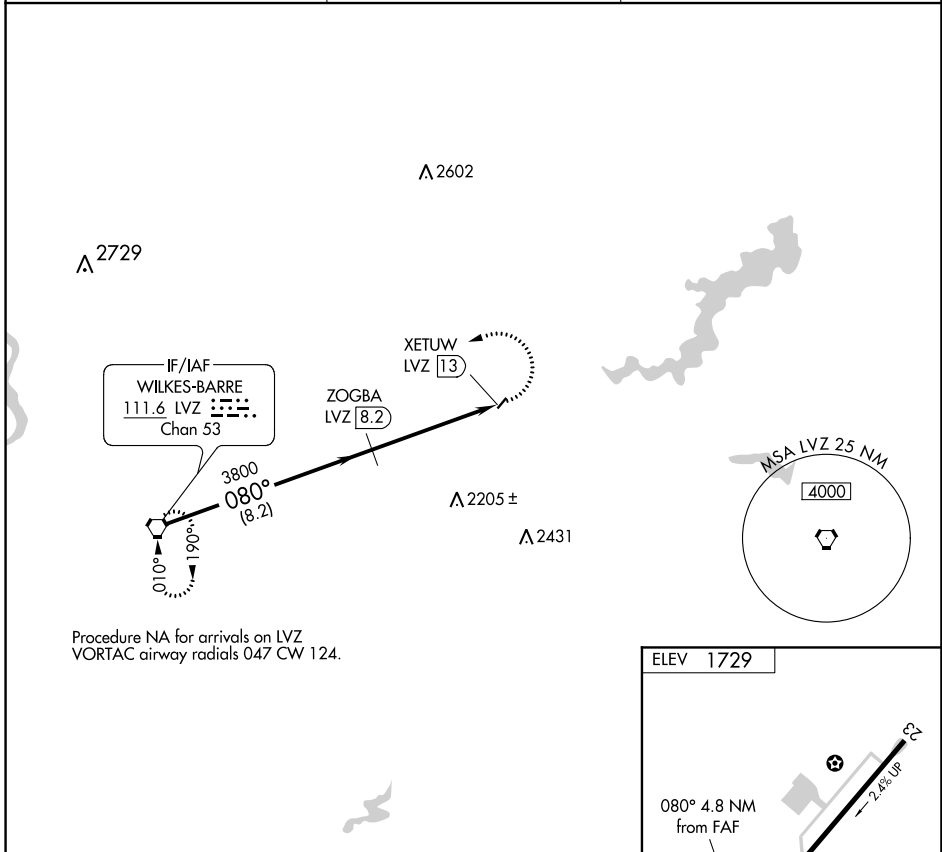 2602
2729
XETUW
LVZ 13
IF/IAF
WILKES-BARRE
111.6 LVZ
Chan 53
ZOGBA
LVZ 8.2
3800
080°
(8.2)
MSA LVZ 25 NM
4000
2205 ±
2431
010°
190°
Procedure NA for arrivals on LVZ
VORTAC airway radials 047 CW 124.
ELEV 1729
23
2.4% UP
080° 4.8 NM
from FAF